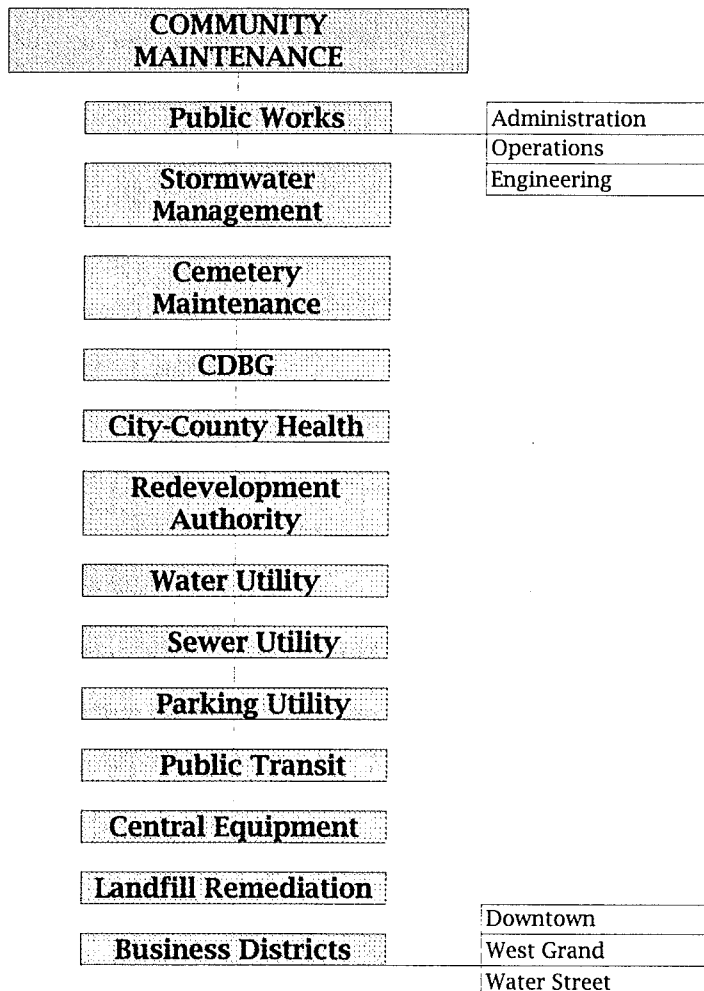 COMMUNITY
MAINTENANCE
Public Works
Administration
Operations
Engineering
Stormwater
Management
Cemetery
Maintenance
CDBG
City-County Health
Redevelopment
Authority
Water Utility
Sewer Utility
Parking Utility
Public Transit
Central Equipment
Landfill Remediation
Business Districts
Downtown
West Grand
Water Street